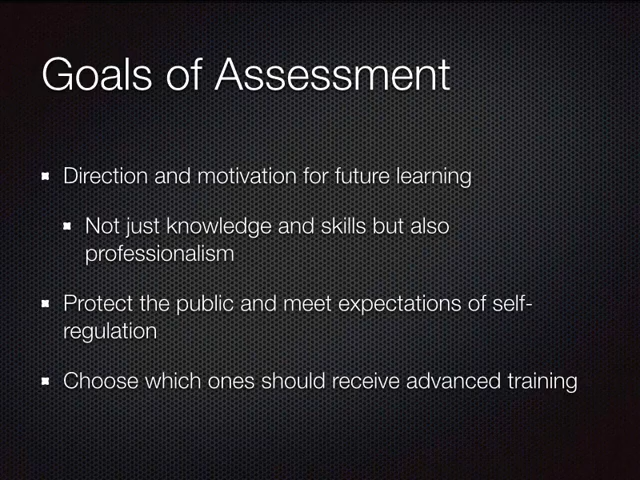 Goals of Assessment
Direction and motivation for future learning
Not just knowledge and skills but also
professionalism
Protect the public and meet expectations of self-
regulation
Choose which ones should receive advanced training